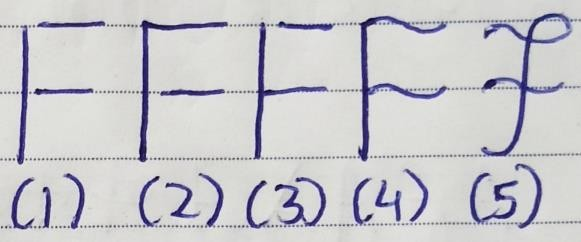 F F F F F
(1) (2) (3) (4) (5)